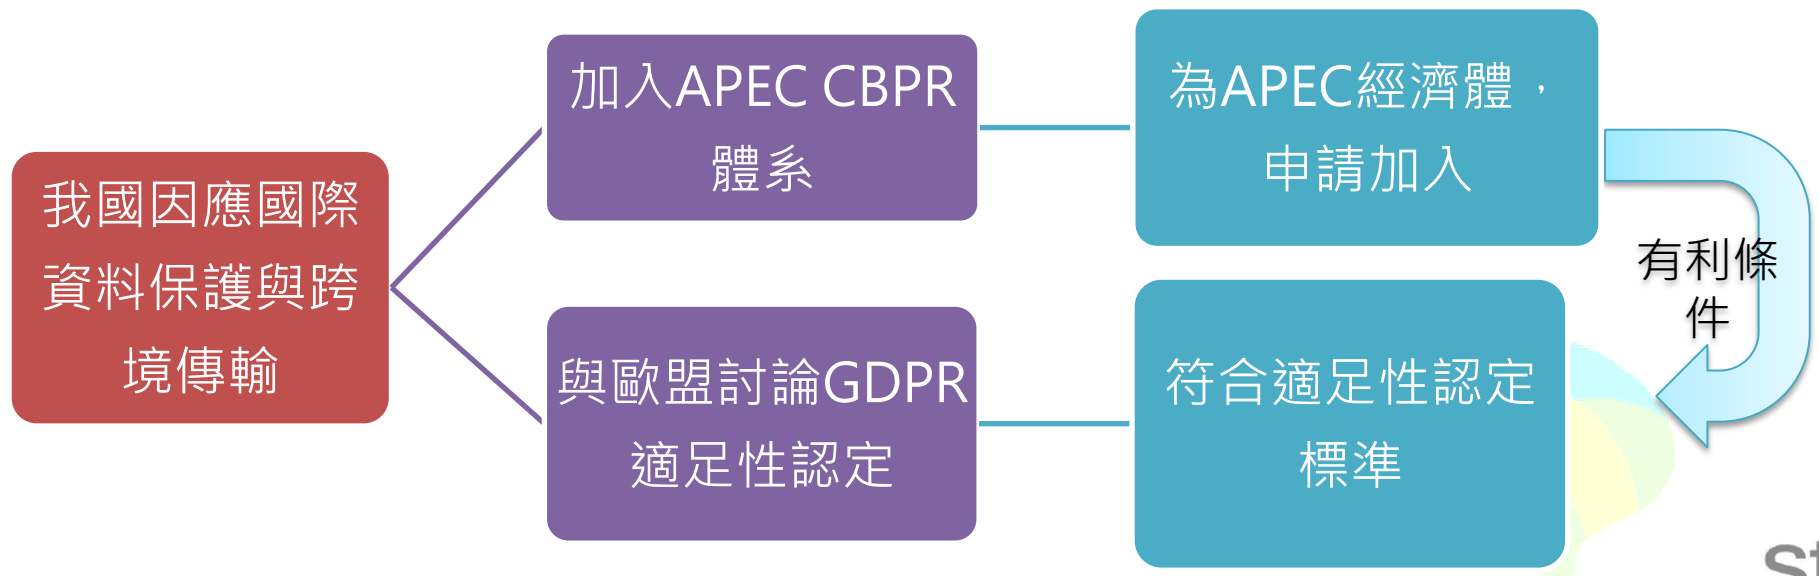 我國因應國際
資料保護與跨
境傳輸
加入APEC CBPR
體系
為APEC經濟體，
申請加入
與歐盟討論GDPR
適足性認定
符合適足性認定
標準
有利條
件